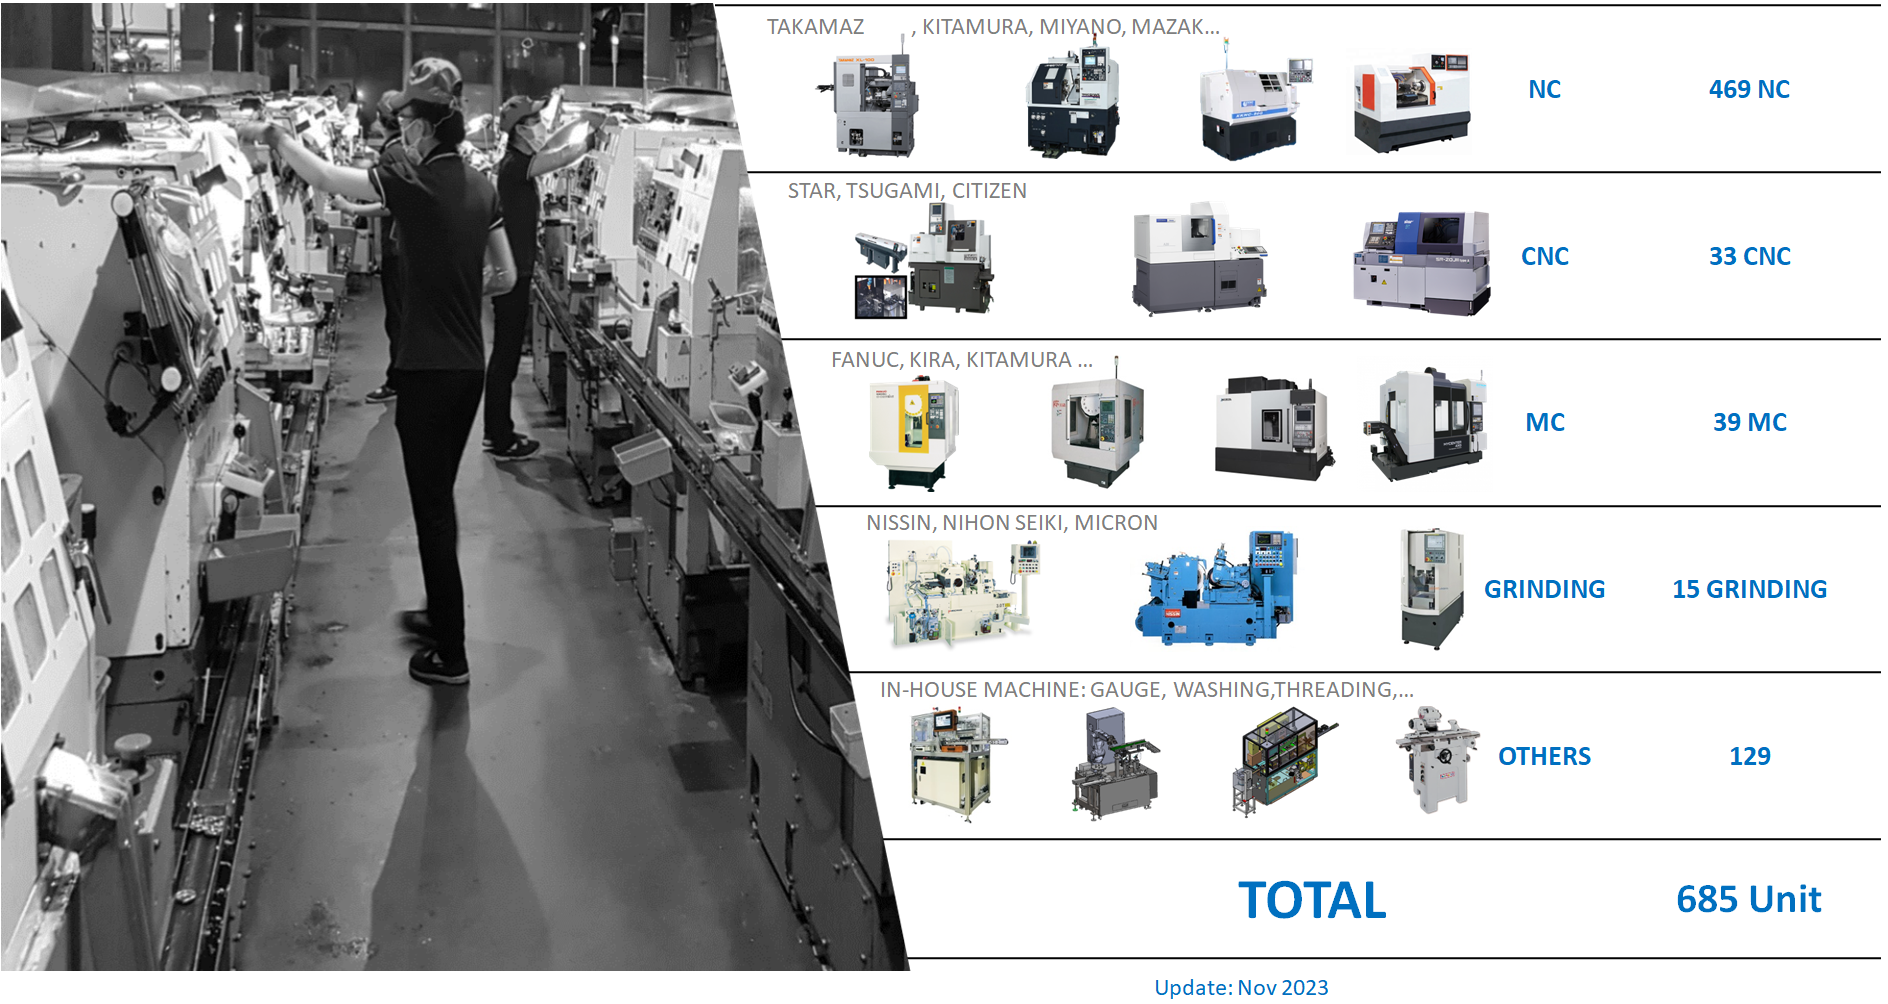 TAKAMAZ , KITAMURA, MIYANO, MAZAK...
NC
469 NC
STAR, TSUGAMI, CITIZEN
CNC
33 CNC
FANUC, KIRA, KITAMURA ...
MC
39 MC
NISSIN, NIHON SEIKI, MICRON
GRINDING
15 GRINDING
IN-HOUSE MACHINE: GAUGE, WASHING,THREADING,...
OTHERS
129
TOTAL
685 Unit
Update: Nov 2023